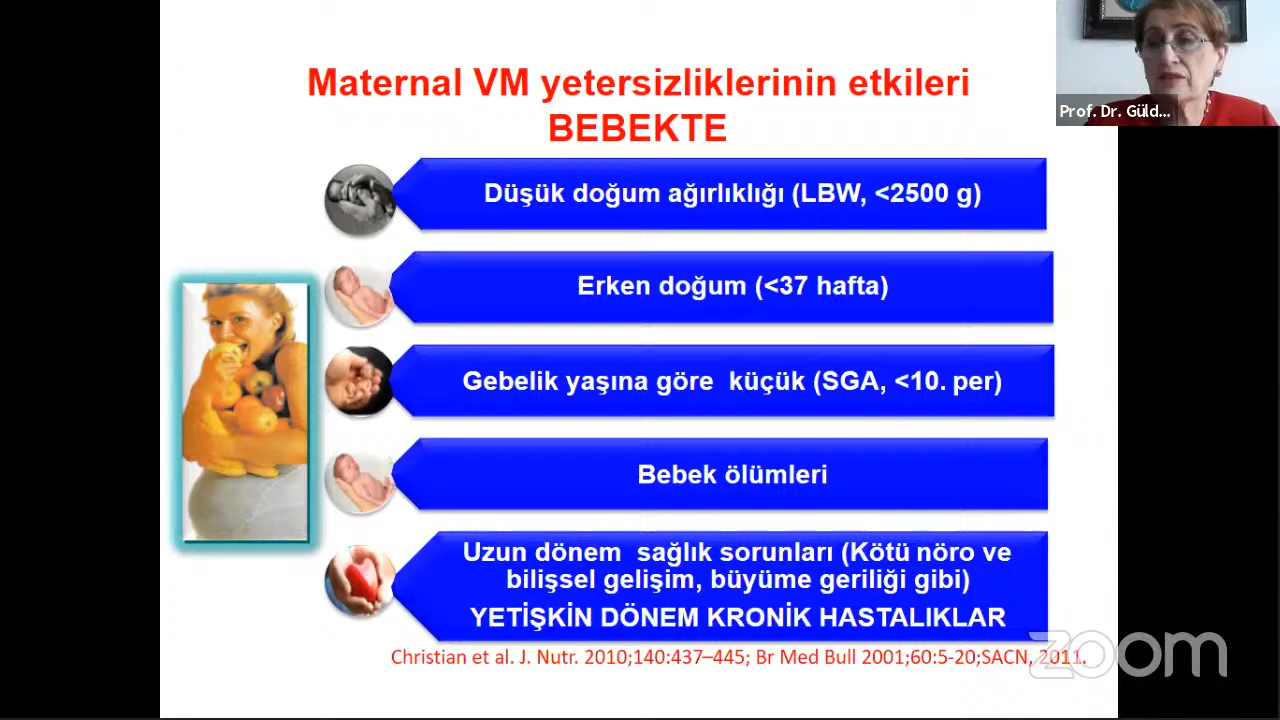 Maternal VM yetersizliklerinin etkileri
BEBEKTE
Prof. Dr. Güld...
Düşük doğum ağırlıklığı (LBW, <2500 g)
Erken doğum (<37 hafta)
Gebelik yaşına göre küçük (SGA, <10. per)
Bebek ölümleri
Uzun dönem sağlık sorunları (Kötü nöro ve
bilişsel gelişim, büyüme geriliği gibi)
YETİŞKİN DÖNEM KRONİK HASTALIKLAR
Christian et al. J. Nutr. 2010;140:437–445; Br Med Bull 2001;60:5-20;SACN, 2011.
zoom